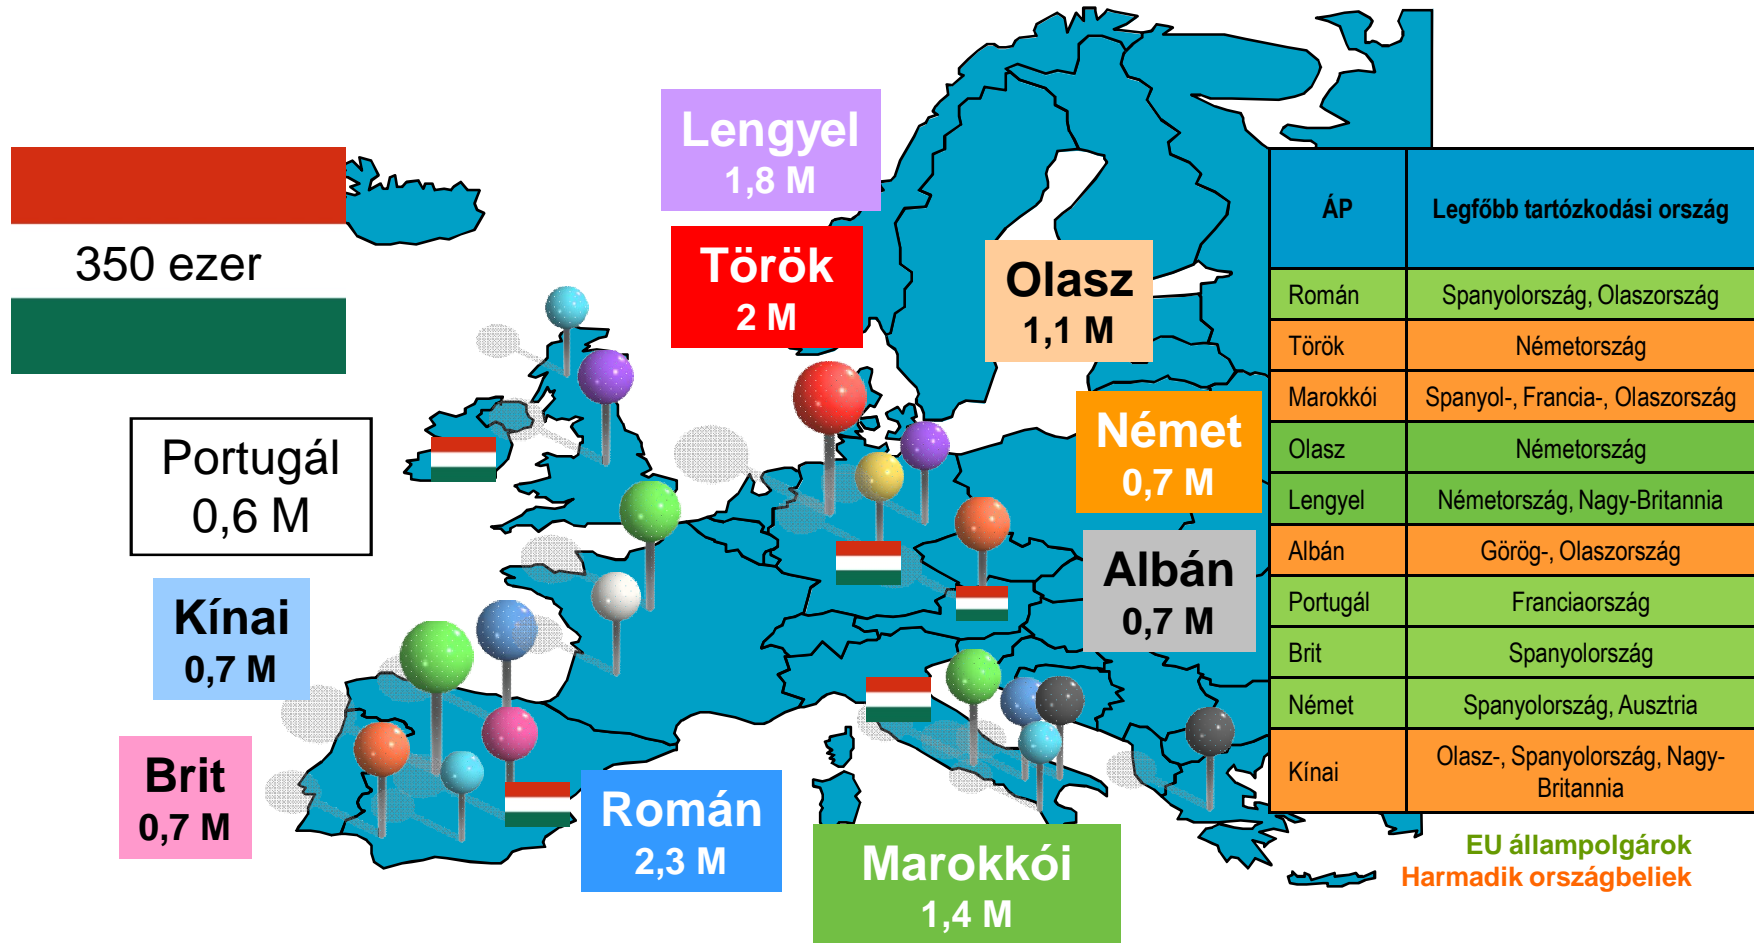 Lengyel
1,8 M
350 ezer
Török
2 M
Olasz
1,1 M
Portugál
0,6 M
Német
0,7 M
Albán
0,7 M
Kínai
0,7 M
Brit
0,7 M
Román
2,3 M
Marokkói
1,4 M
ÁP Legfőbb tartózkodási ország
Román Spanyolország, Olaszország
Török Németország
Marokkói Spanyol-, Francia-, Olaszország
Olasz Németország
Lengyel Németország, Nagy-Britannia
Albán Görög-, Olaszország
Portugál Franciaország
Brit Spanyolország
Német Spanyolország, Ausztria
Kínai Olasz-, Spanyolország, Nagy-
Britannia
EU állampolgárok
Harmadik országbeliek